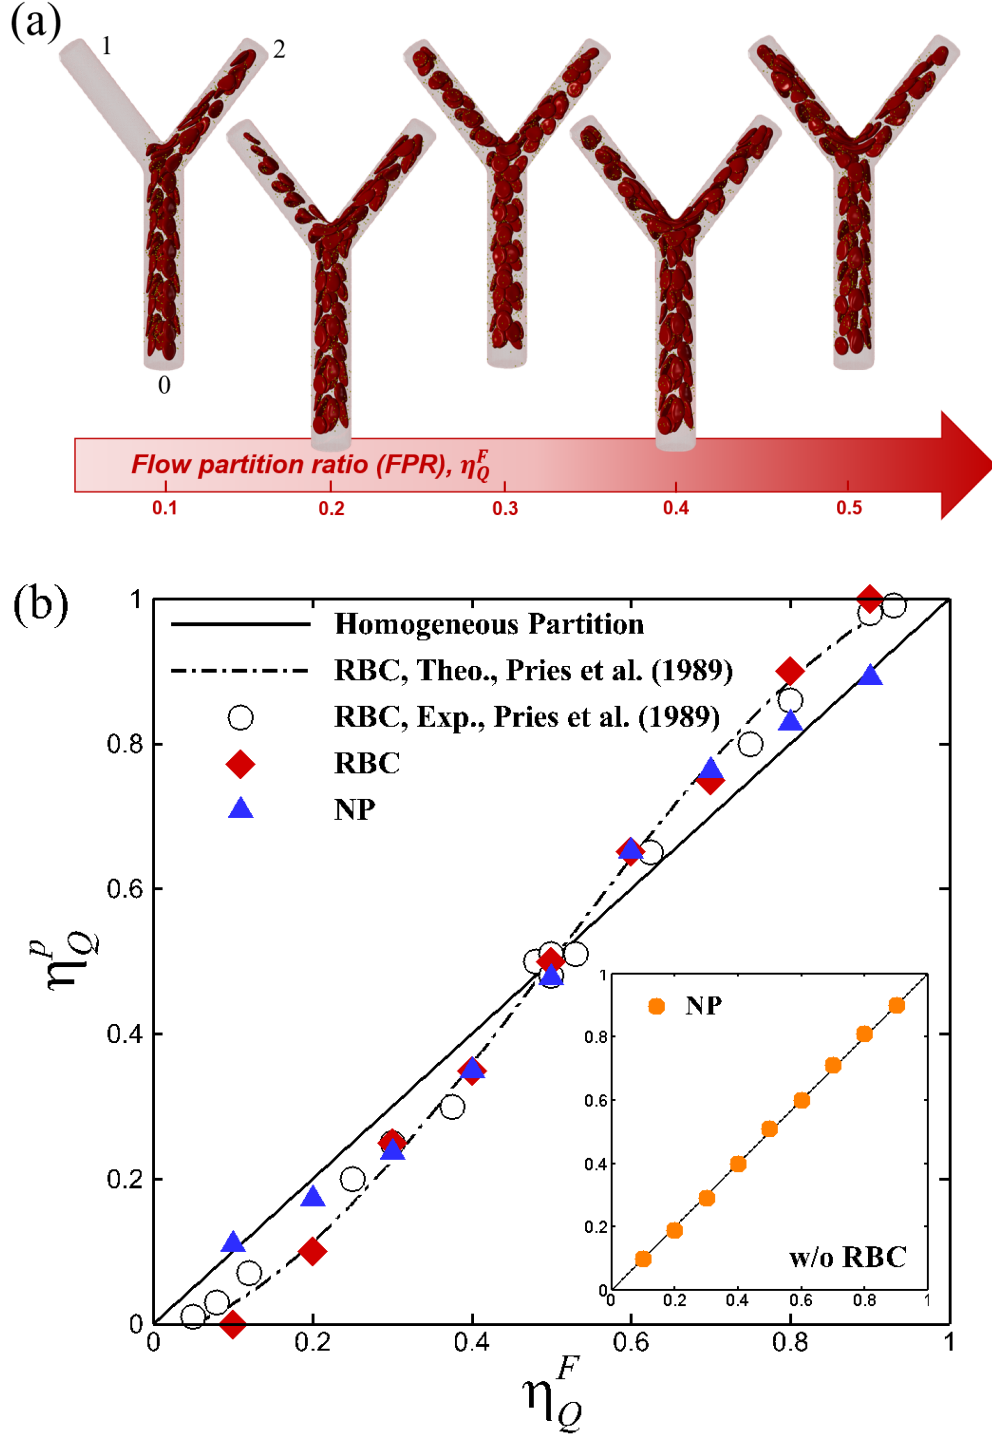 (a)
1
2
0
Flow partition ratio (FPR), η_Q^F
0.1 0.2 0.3 0.4 0.5
(b)
1
0.8
0.6
0.4
0.2
0
η_Q^p
Homogeneous Partition
RBC, Theo., Pries et al. (1989)
RBC, Exp., Pries et al. (1989)
RBC
NP
1
0.8
0.6
0.4
0.2
0
NP
w/o RBC
0 0.2 0.4 0.6 0.8 1
0 0.2 0.4 0.6 0.8 1
η_Q^F